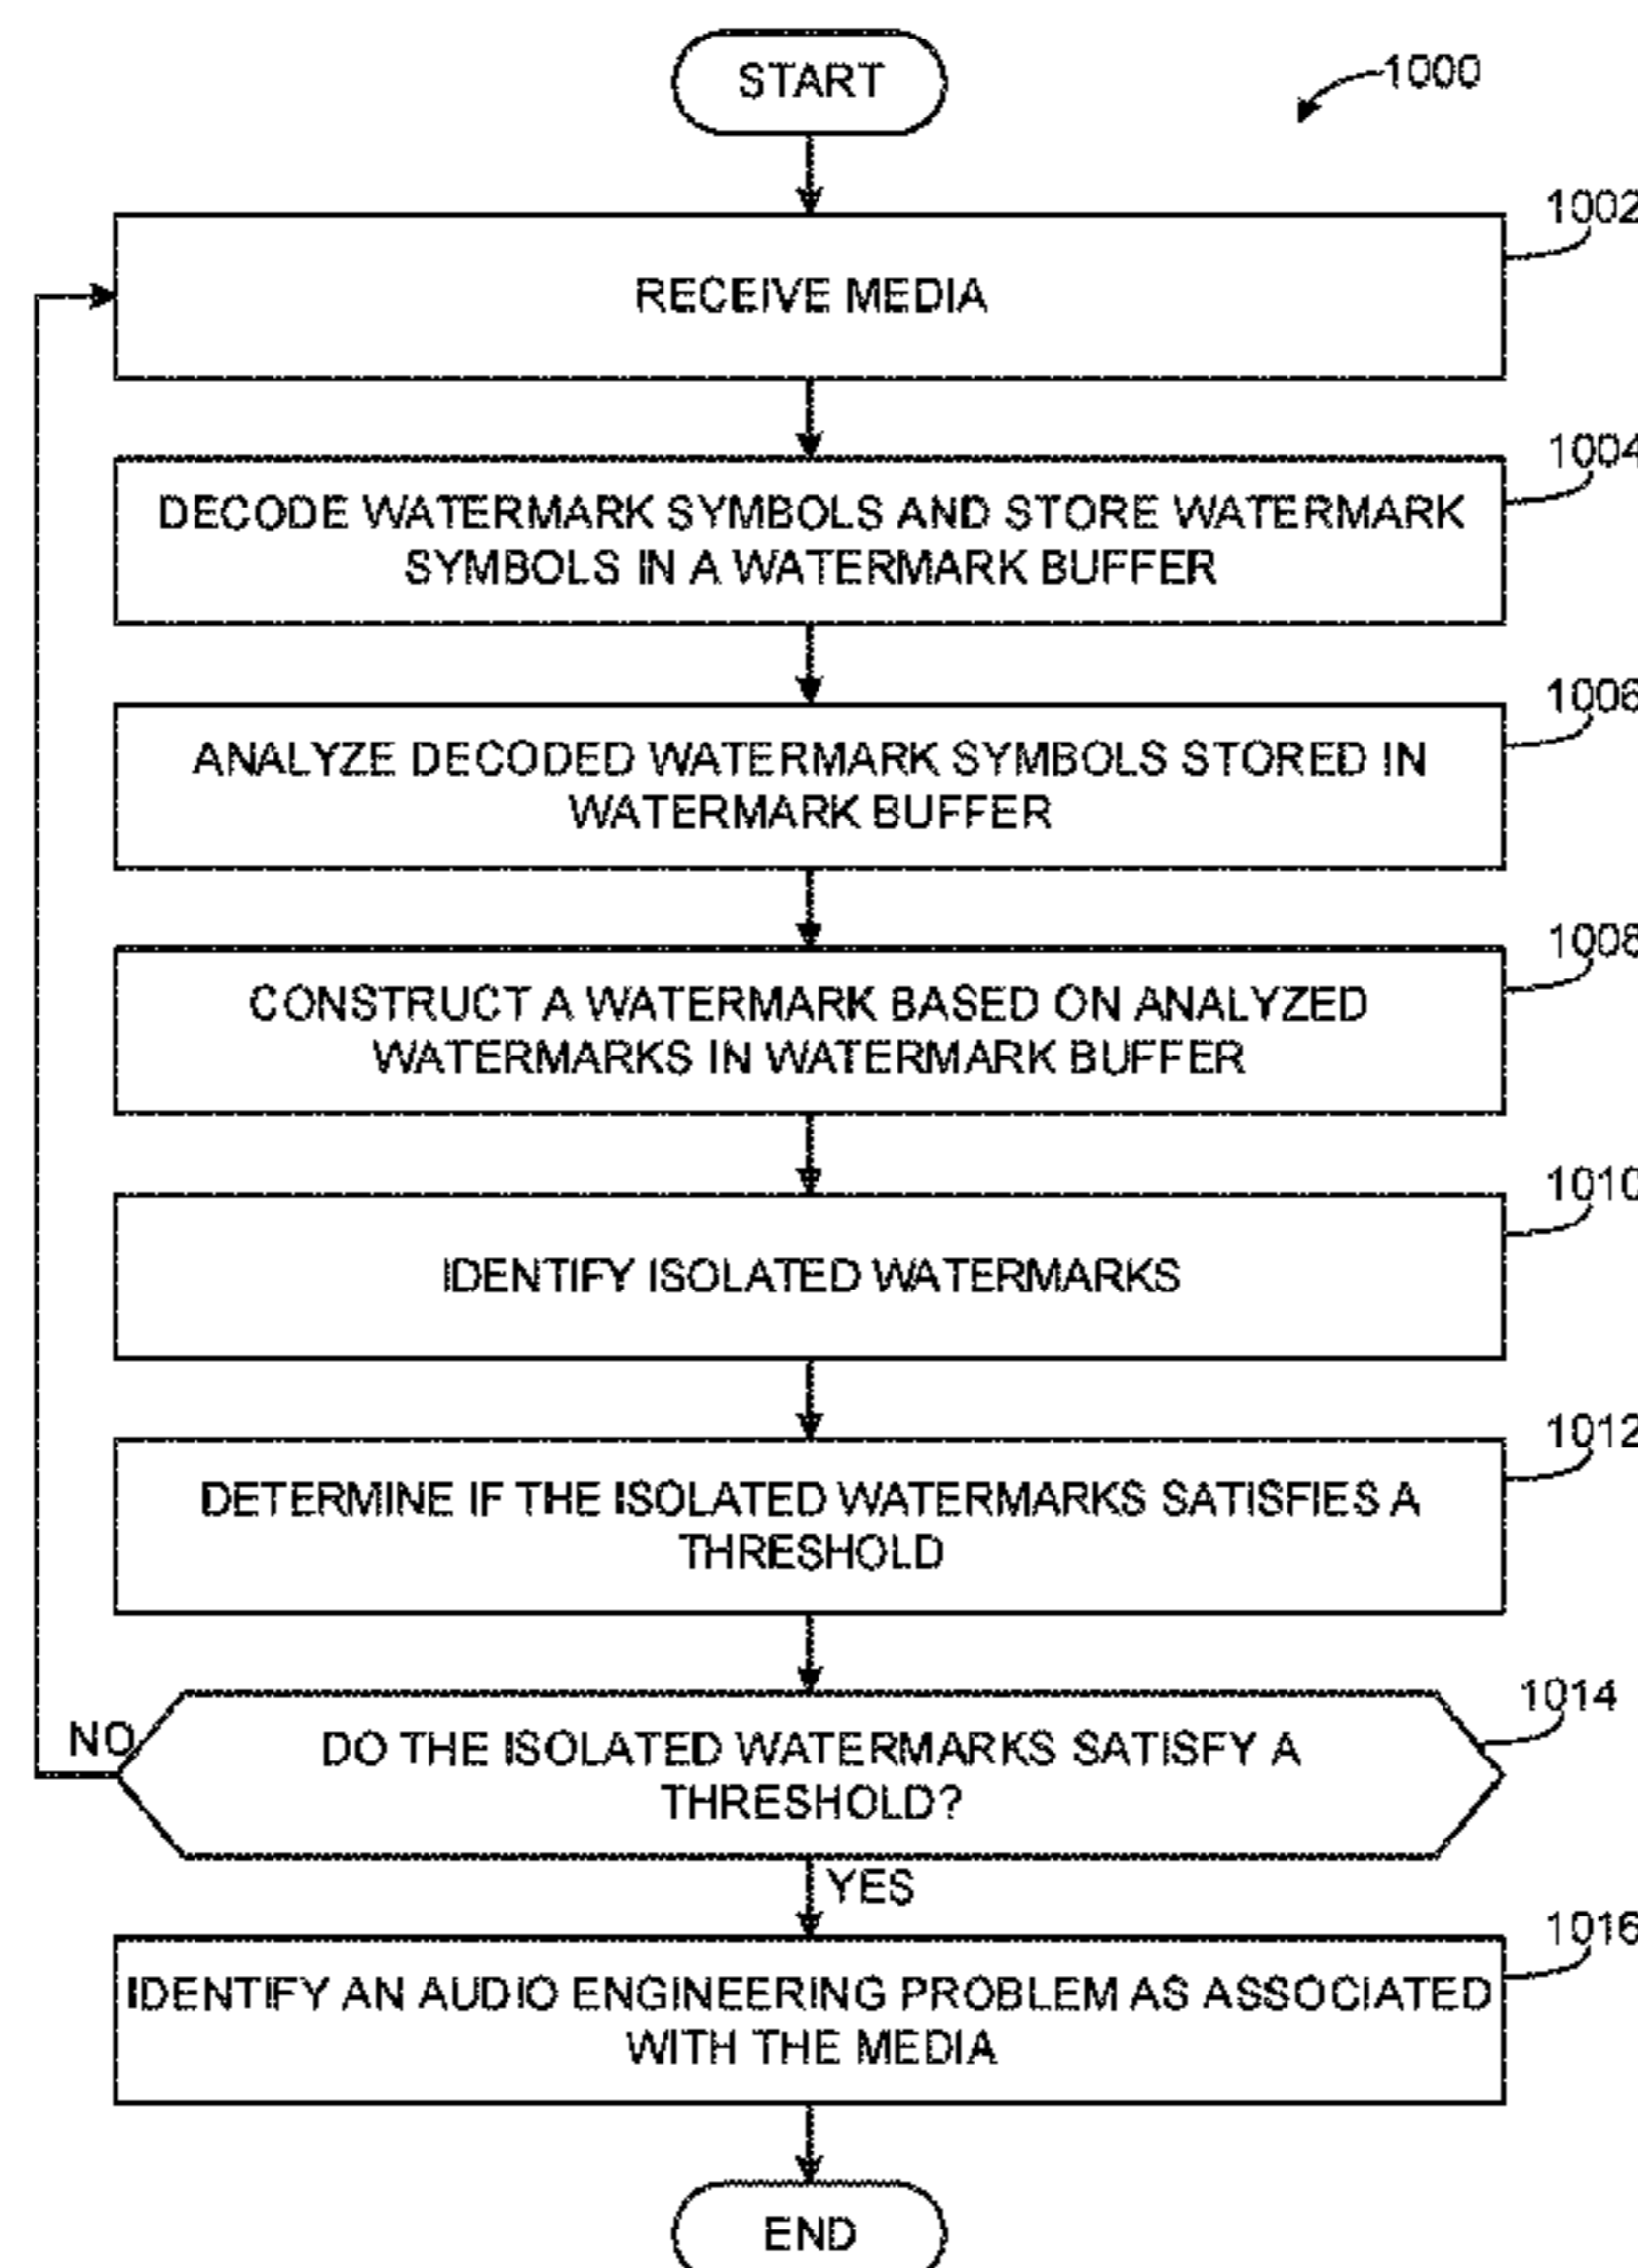 START
1000
1002
RECEIVE MEDIA
1004
DECODE WATERMARK SYMBOLS AND STORE WATERMARK
SYMBOLS IN A WATERMARK BUFFER
1006
ANALYZE DECODED WATERMARK SYMBOLS STORED IN
WATERMARK BUFFER
1008
CONSTRUCT A WATERMARK BASED ON ANALYZED
WATERMARKS IN WATERMARK BUFFER
1010
IDENTIFY ISOLATED WATERMARKS
1012
DETERMINE IF THE ISOLATED WATERMARKS SATISFIES A
THRESHOLD
1014
NO
DO THE ISOLATED WATERMARKS SATISFY A
THRESHOLD?
YES
1016
IDENTIFY AN AUDIO ENGINEERING PROBLEM AS ASSOCIATED
WITH THE MEDIA
END